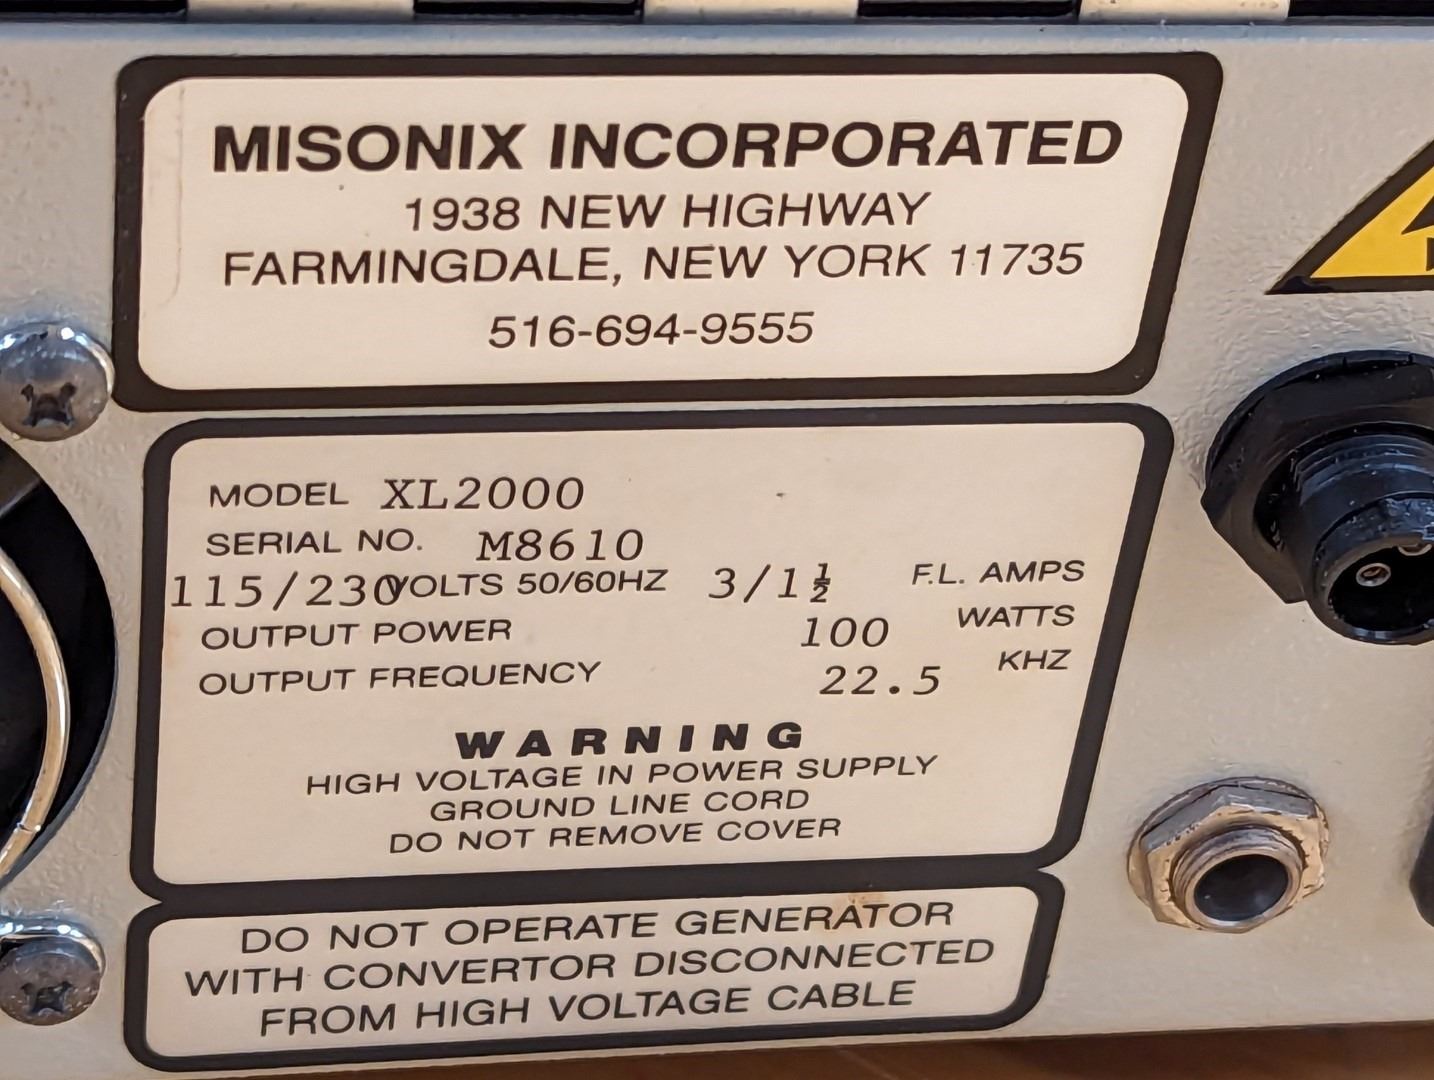 MISONIX INCORPORATED
1938 NEW HIGHWAY
FARMINGDALE, NEW YORK 11735
516-694-9555
MODEL XL2000
SERIAL NO. M8610
115/230VOLTS 50/60HZ 3/1½ F.L. AMPS
OUTPUT POWER 100 WATTS
OUTPUT FREQUENCY 22.5 KHZ
WARNING
HIGH VOLTAGE IN POWER SUPPLY
GROUND LINE CORD
DO NOT REMOVE COVER
DO NOT OPERATE GENERATOR
WITH CONVERTOR DISCONNECTED
FROM HIGH VOLTAGE CABLE